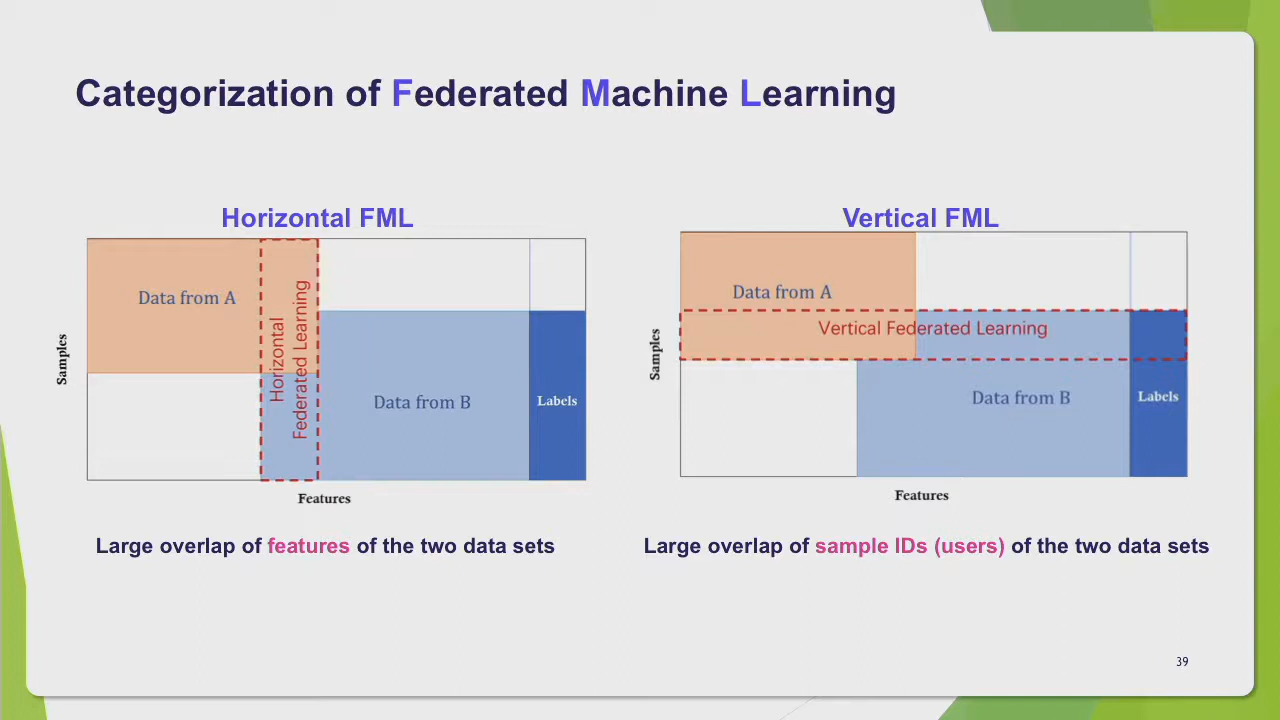 Categorization of Federated Machine Learning
Horizontal FML
Data from A
Horizontal
Federated Learning
Data from B
Labels
Samples
Features
Large overlap of features of the two data sets
Vertical FML
Data from A
Vertical Federated Learning
Data from B
Labels
Samples
Features
Large overlap of sample IDs (users) of the two data sets
39